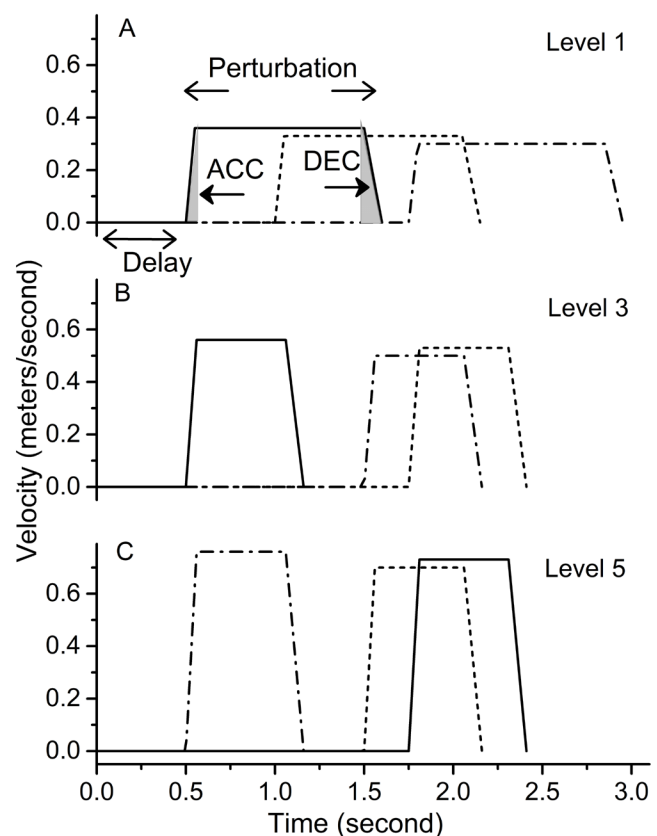 A
Level 1
0.6
Perturbation
0.4
ACC
DEC
0.2
0.0
Delay
B
Level 3
0.6
0.4
0.2
0.0
Velocity (meters/second)
C
Level 5
0.6
0.4
0.2
0.0
0.0 0.5 1.0 1.5 2.0 2.5 3.0
Time (second)